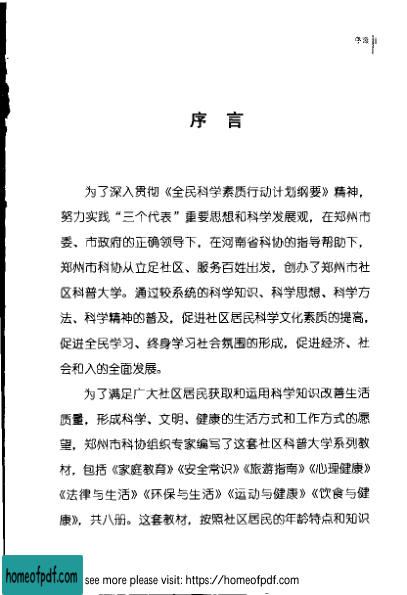 序言
序 言
为了深入贯彻《全民科学素质行动计划纲要》精神，
努力实践“三个代表”重要思想和科学发展观，在郑州市
委、市政府的正确领导下，在河南省科协的指导帮助下，
郑州市科协从立足社区、服务百姓出发，创办了郑州市社
区科普大学。通过较系统的科学知识、科学思想、科学方
法、科学精神的普及，促进社区居民科学文化素质的提高，
促进全民学习、终身学习社会氛围的形成，促进经济、社
会和人的全面发展。
为了满足广大社区居民获取和运用科学知识改善生活
质量，形成科学、文明、健康的生活方式和工作方式的愿
望，郑州市科协组织专家编写了这套社区科普大学系列教
材，包括《家庭教育》《安全常识》《旅游指南》《心理健康》
《法律与生活》《环保与生活》《运动与健康》《饮食与健
康》，共八册。这套教材，按照社区居民的年龄特点和知识
homeofpdf.com
see more please visit: https://homeofpdf.com